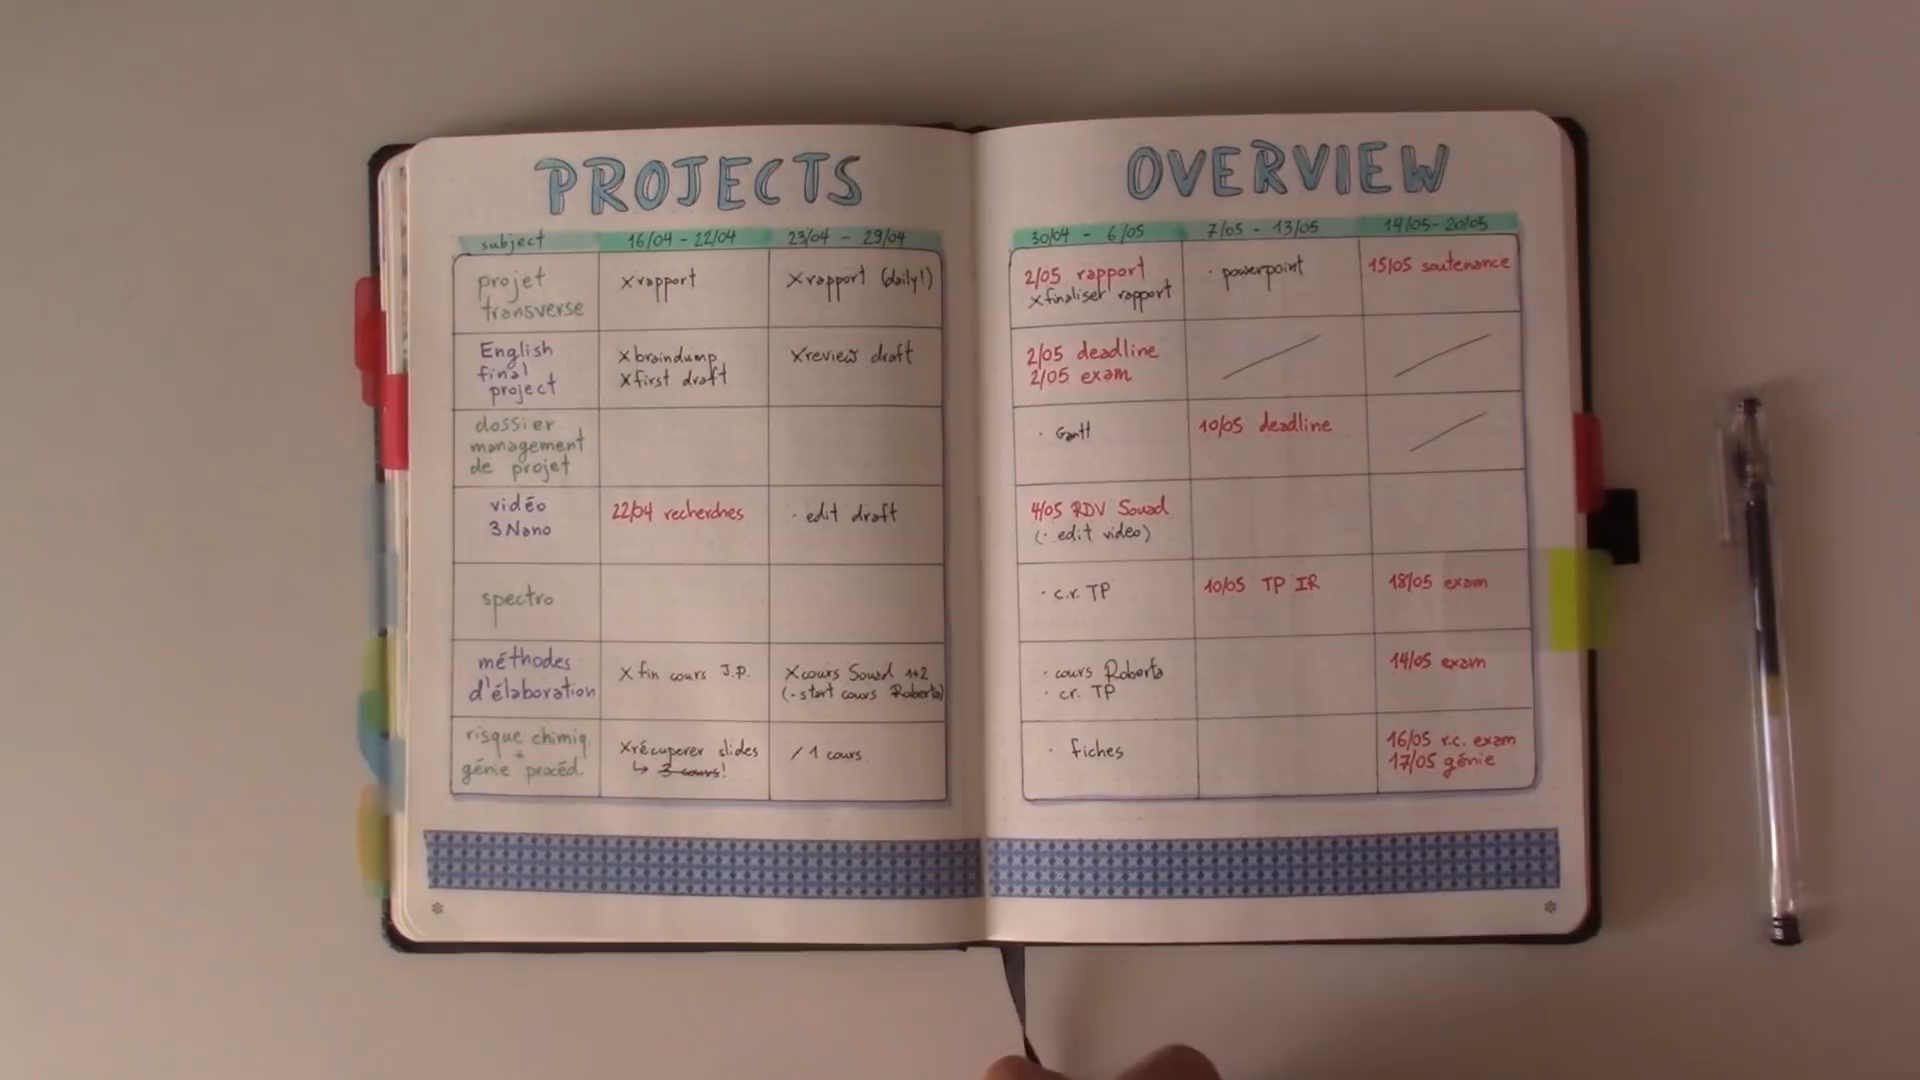 PROJECTS
OVERVIEW
subject
16/04 - 22/04
23/04 - 29/04
30/04 - 6/05
7/05 - 13/05
14/05 - 20/05
projet
transverse
x rapport
x rapport (daily!)
2/05 rapport
x finaliser rapport
· powerpoint
15/05 soutenance
English
final
project
x braindump
x first draft
x review draft
2/05 deadline
2/05 exam
dossier
management
de projet
· Gantt
10/05 deadline
vidéo
3 Nano
22/04 recherches
· edit draft
4/05 RDV Souad
(· edit video)
spectro
· c.r. TP
10/05 TP IR
18/05 exam
méthodes
d'élaboration
x fin cours J.P.
x cours Souad 1+2
(· start cours Roberta)
· cours Roberta
· cr. TP
14/05 exam
risque chimiq.
+
génie procéd.
x récuperer slides
↳ 3 cours!
/ 1 cours
· fiches
16/05 r.c. exam
17/05 génie